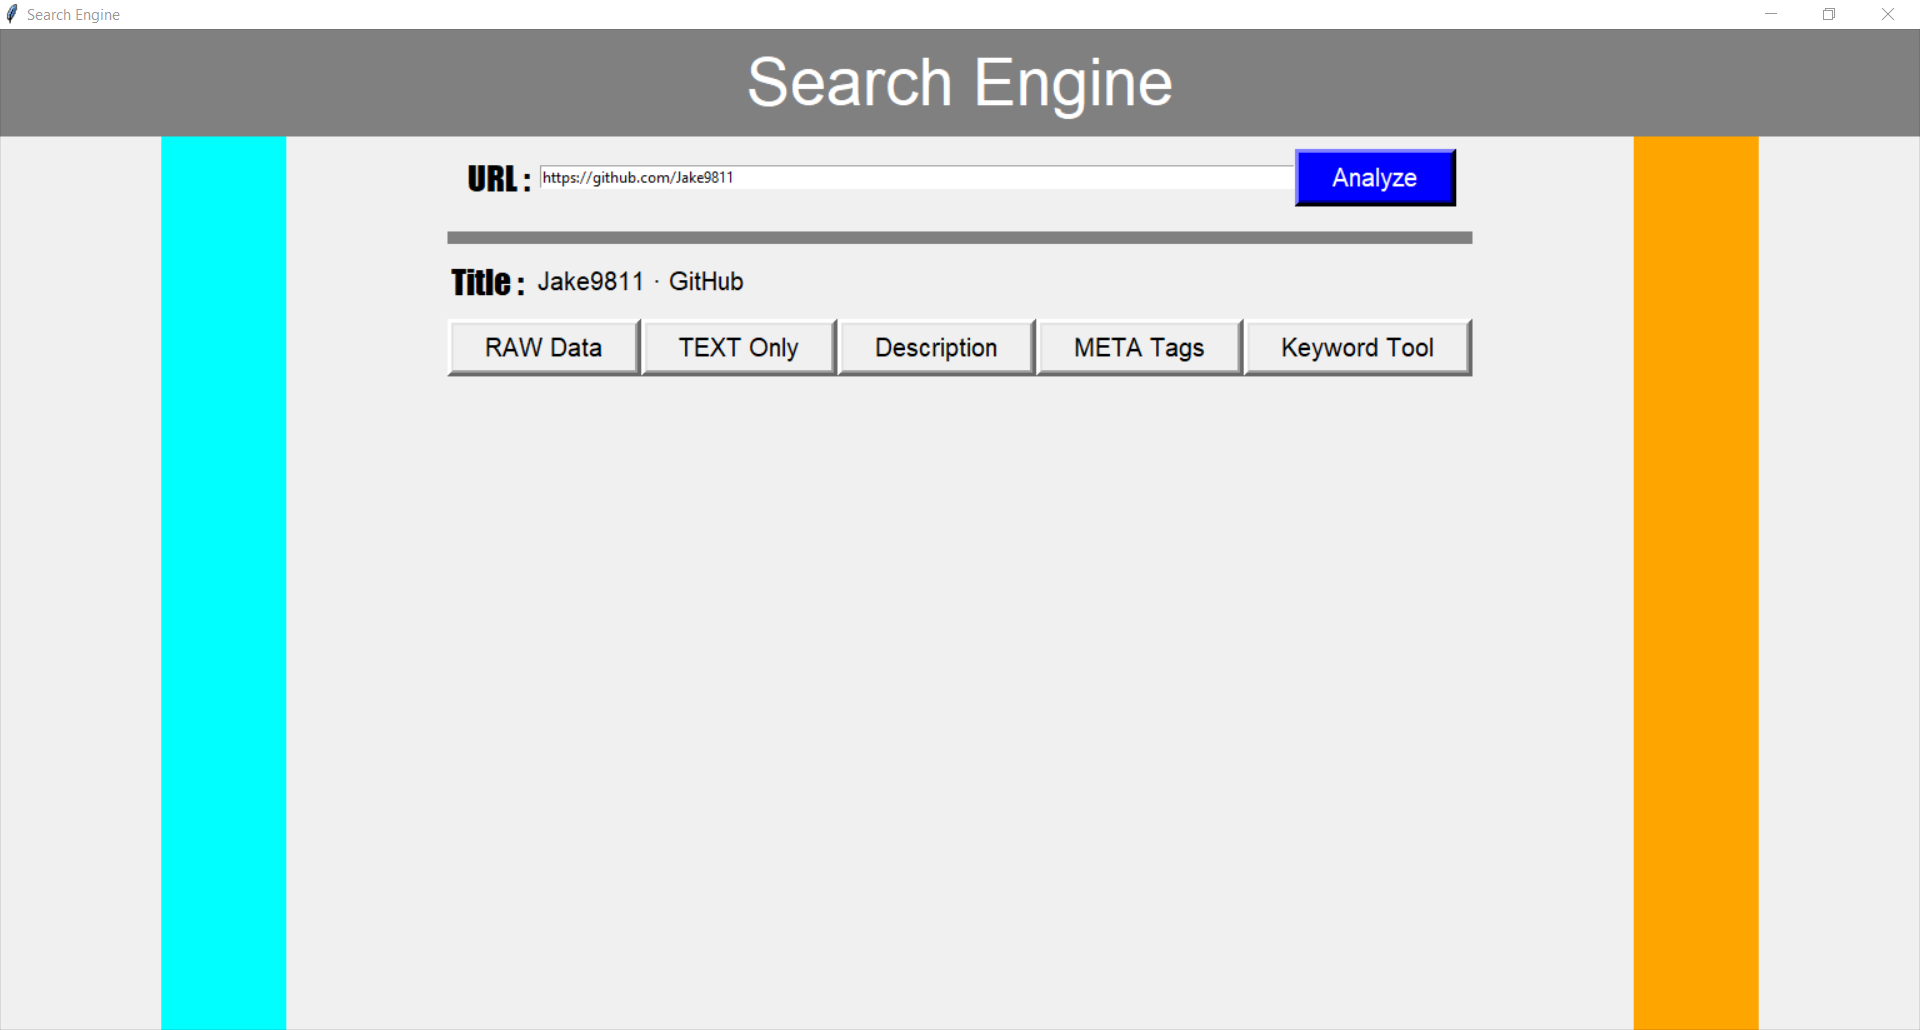 Search Engine
Search Engine
URL : https://github.com/Jake9811 Analyze
Title : Jake9811 · GitHub
RAW Data TEXT Only Description META Tags Keyword Tool